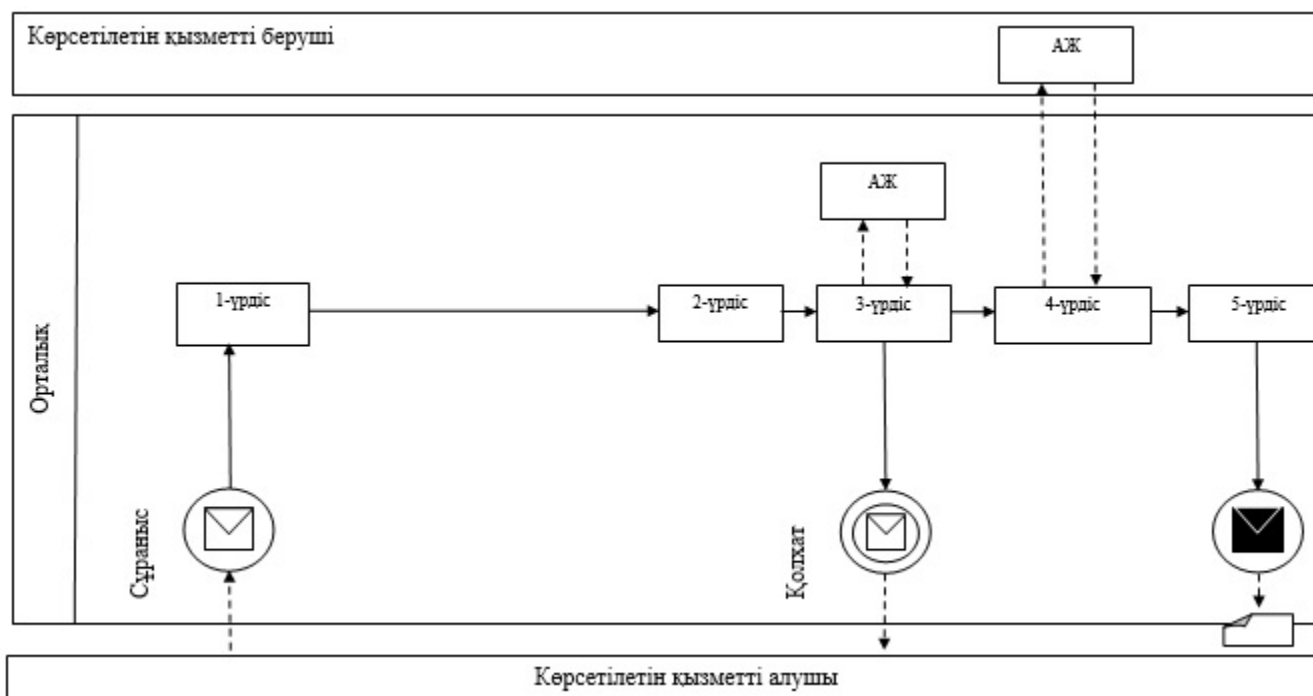 Көрсетілетін қызметті беруші
АЖ
АЖ
1-үрдіс
2-үрдіс
3-үрдіс
4-үрдіс
5-үрдіс
Орталық
Сұраныс
Қолхат
Көрсетілетін қызметті алушы